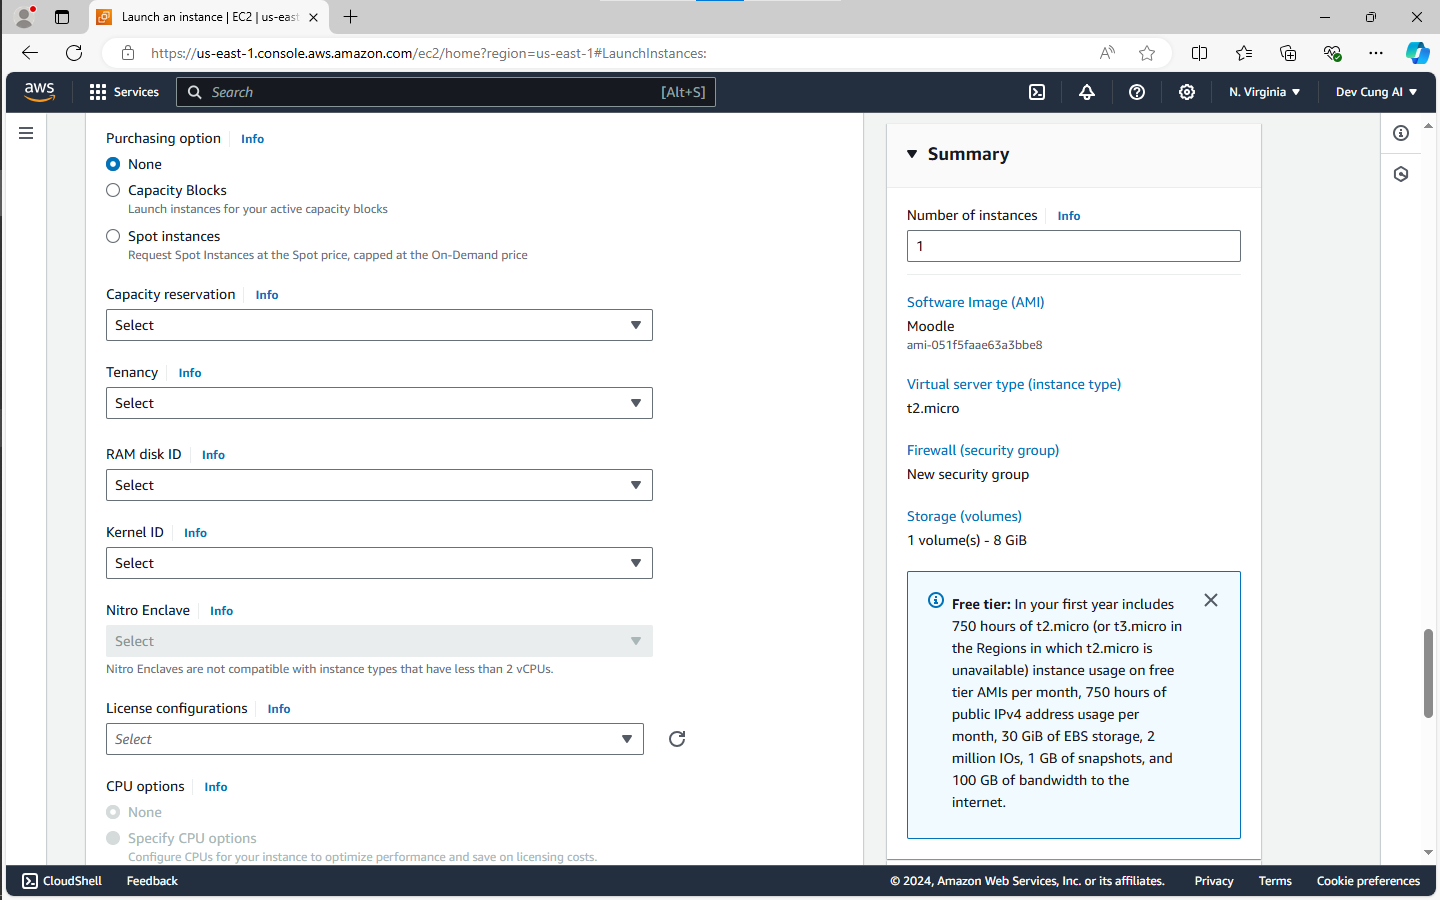 Launch an instance | EC2 | us-east
https://us-east-1.console.aws.amazon.com/ec2/home?region=us-east-1#LaunchInstances:
aws
Services
Search
[Alt+S]
N. Virginia
Dev Cung AI
Purchasing option
Info
None
Capacity Blocks
Launch instances for your active capacity blocks
Spot instances
Request Spot Instances at the Spot price, capped at the On-Demand price
Capacity reservation
Info
Select
Tenancy
Info
Select
RAM disk ID
Info
Select
Kernel ID
Info
Select
Nitro Enclave
Info
Select
Nitro Enclaves are not compatible with instance types that have less than 2 vCPUs.
License configurations
Info
Select
CPU options
Info
None
Specify CPU options
Configure CPUs for your instance to optimize performance and save on licensing costs.
Summary
Number of instances
Info
1
Software Image (AMI)
Moodle
ami-051f5faae63a3bbe8
Virtual server type (instance type)
t2.micro
Firewall (security group)
New security group
Storage (volumes)
1 volume(s) - 8 GiB
Free tier: In your first year includes
750 hours of t2.micro (or t3.micro in
the Regions in which t2.micro is
unavailable) instance usage on free
tier AMIs per month, 750 hours of
public IPv4 address usage per
month, 30 GiB of EBS storage, 2
million IOs, 1 GB of snapshots, and
100 GB of bandwidth to the
internet.
CloudShell
Feedback
© 2024, Amazon Web Services, Inc. or its affiliates.
Privacy
Terms
Cookie preferences